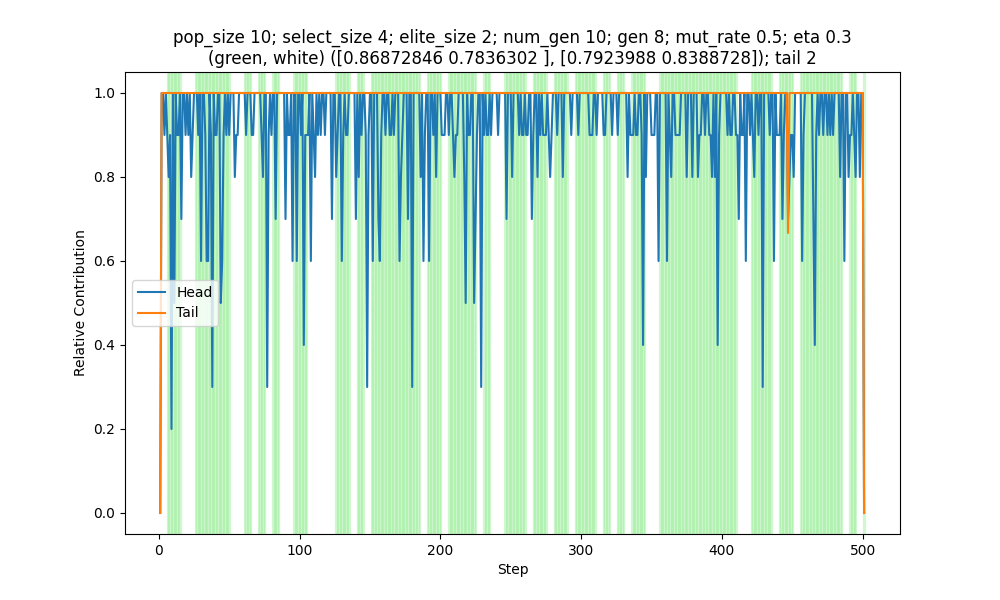 pop_size 10; select_size 4; elite_size 2; num_gen 10; gen 8; mut_rate 0.5; eta 0.3
(green, white) ([0.86872846 0.7836302 ], [0.7923988 0.8388728]); tail 2
1.0
0.8
0.6
0.4
0.2
0.0
Relative Contribution
Head
Tail
0
100
200
300
400
500
Step